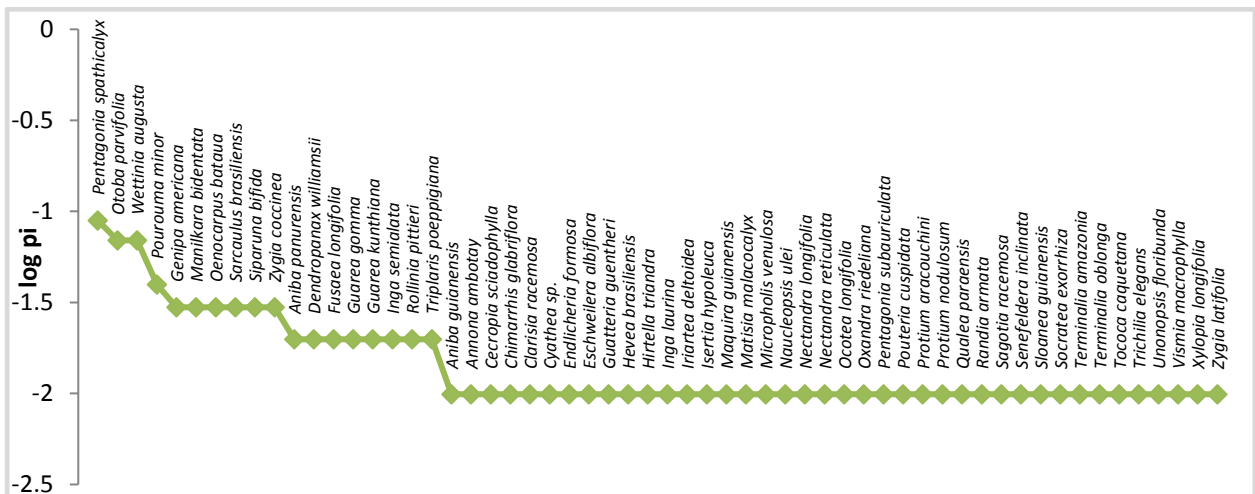 0
-0.5
-1
-1.5
-2
-2.5
log pi
Pentagonia spathicalyx
Otoba parvifolia
Wettinia augusta
Pourouma minor
Genipa americana
Manilkara bidentata
Oenocarpus bataua
Sarcaulus brasiliensis
Siparuna bifida
Zygia coccinea
Aniba panurensis
Dendropanax williamsii
Fusaea longifolia
Guarea gomma
Guarea kunthiana
Inga semialata
Rollinia pittieri
Triplaris poeppigiana
Aniba guianensis
Annona ambotay
Cecropia sciadophylla
Chimarrhis glabriflora
Clarisia racemosa
Cyathea sp.
Endlicheria formosa
Eschweilera albiflora
Guatteria guentheri
Hevea brasiliensis
Hirtella triandra
Inga laurina
Iriartea deltoidea
Isertia hypoleuca
Maquira guianensis
Matisia malacocalyx
Micropholis venulosa
Naucleopsis ulei
Nectandra longifolia
Nectandra reticulata
Ocotea longifolia
Oxandra riedeliana
Pentagonia subauriculata
Pouteria cuspidata
Protium aracouchini
Protium nodulosum
Qualea paraensis
Randia armata
Sagotia racemosa
Senefeldera inclinata
Sloanea guianensis
Socratea exorrhiza
Terminalia amazonia
Terminalia oblonga
Tococa caquetana
Trichilia elegans
Unonopsis floribunda
Vismia macrophylla
Xylopia longifolia
Zygia latifolia